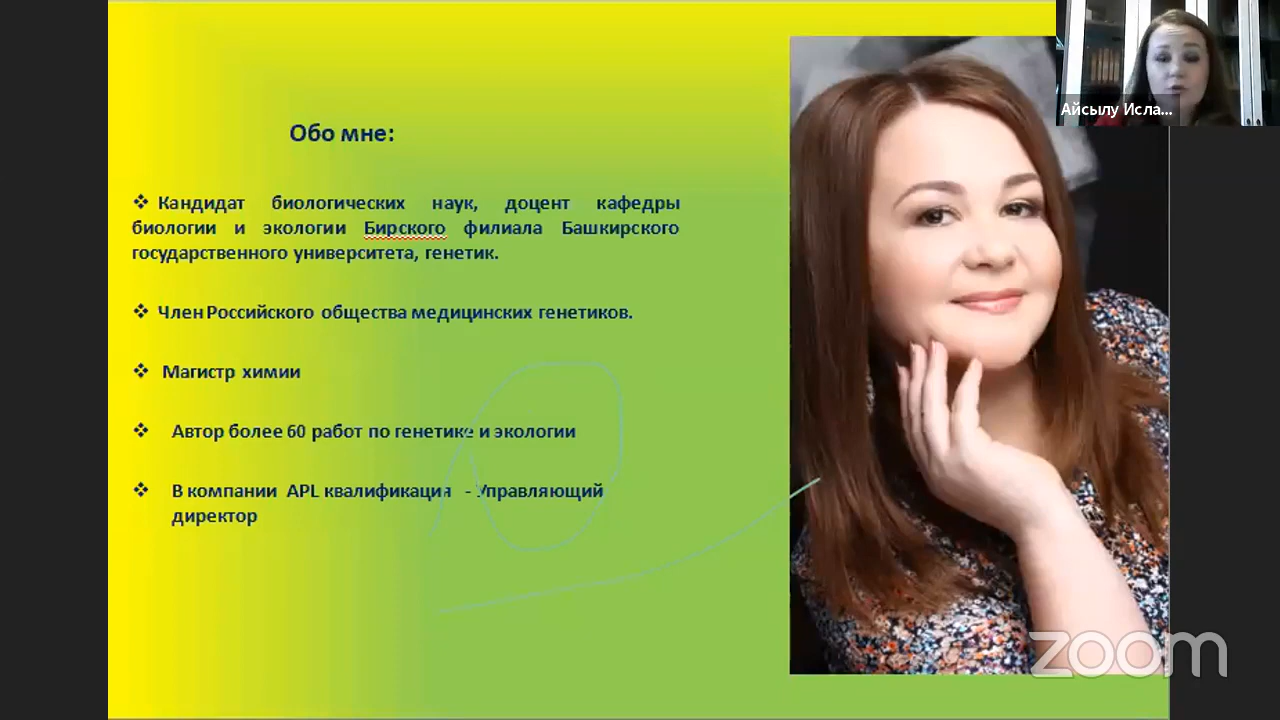 Айсылу Исла...
Обо мне:
❖ Кандидат биологических наук, доцент кафедры
биологии и экологии Бирского филиала Башкирского
государственного университета, генетик.
❖ Член Российского общества медицинских генетиков.
❖ Магистр химии
❖ Автор более 60 работ по генетике и экологии
❖ В компании APL квалификация - Управляющий
директор
zoom